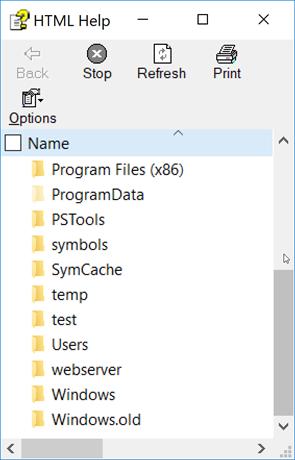 HTML Help
Back
Stop
Refresh
Print
Options
Name
Program Files (x86)
ProgramData
PSTools
symbols
SymCache
temp
test
Users
webserver
Windows
Windows.old